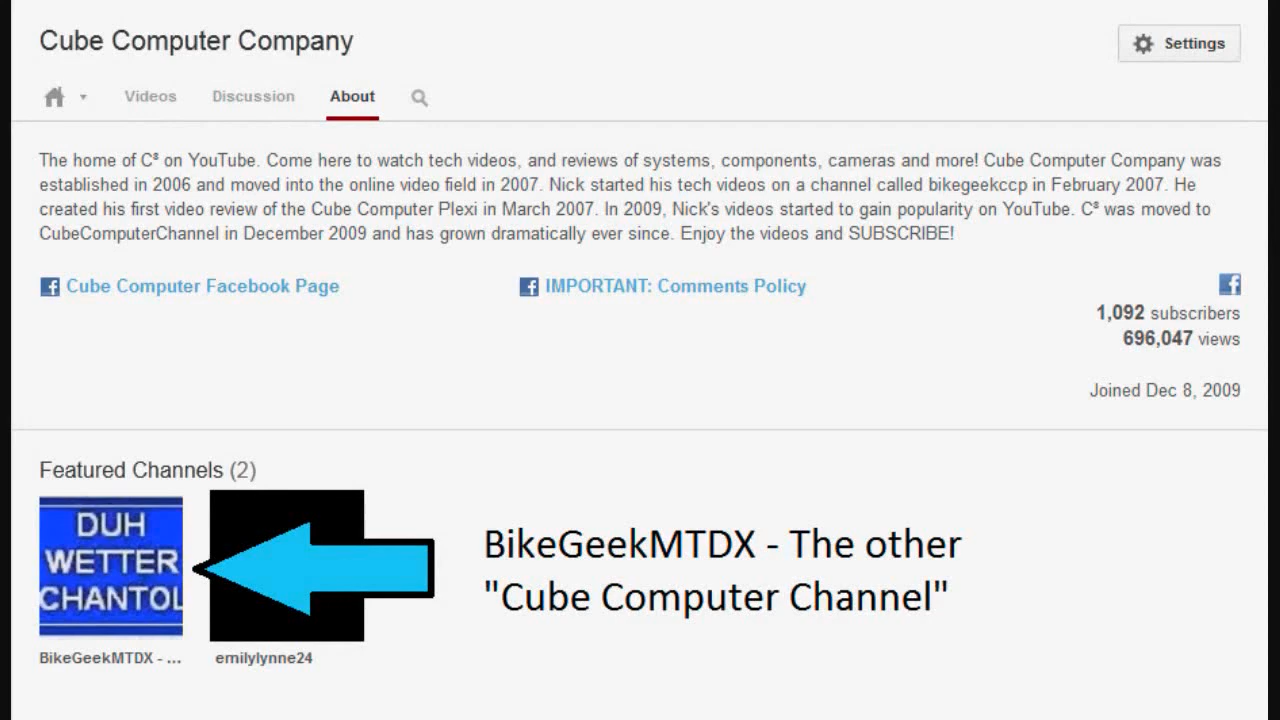 Cube Computer Company
Settings
Videos Discussion About
The home of C³ on YouTube. Come here to watch tech videos, and reviews of systems, components, cameras and more! Cube Computer Company was
established in 2006 and moved into the online video field in 2007. Nick started his tech videos on a channel called bikegeekccp in February 2007. He
created his first video review of the Cube Computer Plexi in March 2007. In 2009, Nick's videos started to gain popularity on YouTube. C³ was moved to
CubeComputerChannel in December 2009 and has grown dramatically ever since. Enjoy the videos and SUBSCRIBE!
Cube Computer Facebook Page
IMPORTANT: Comments Policy
1,092 subscribers
696,047 views
Joined Dec 8, 2009
Featured Channels (2)
DUH
WETTER
CHANTOL
BikeGeekMTDX - The other
"Cube Computer Channel"
BikeGeekMTDX - ...
emilylynne24